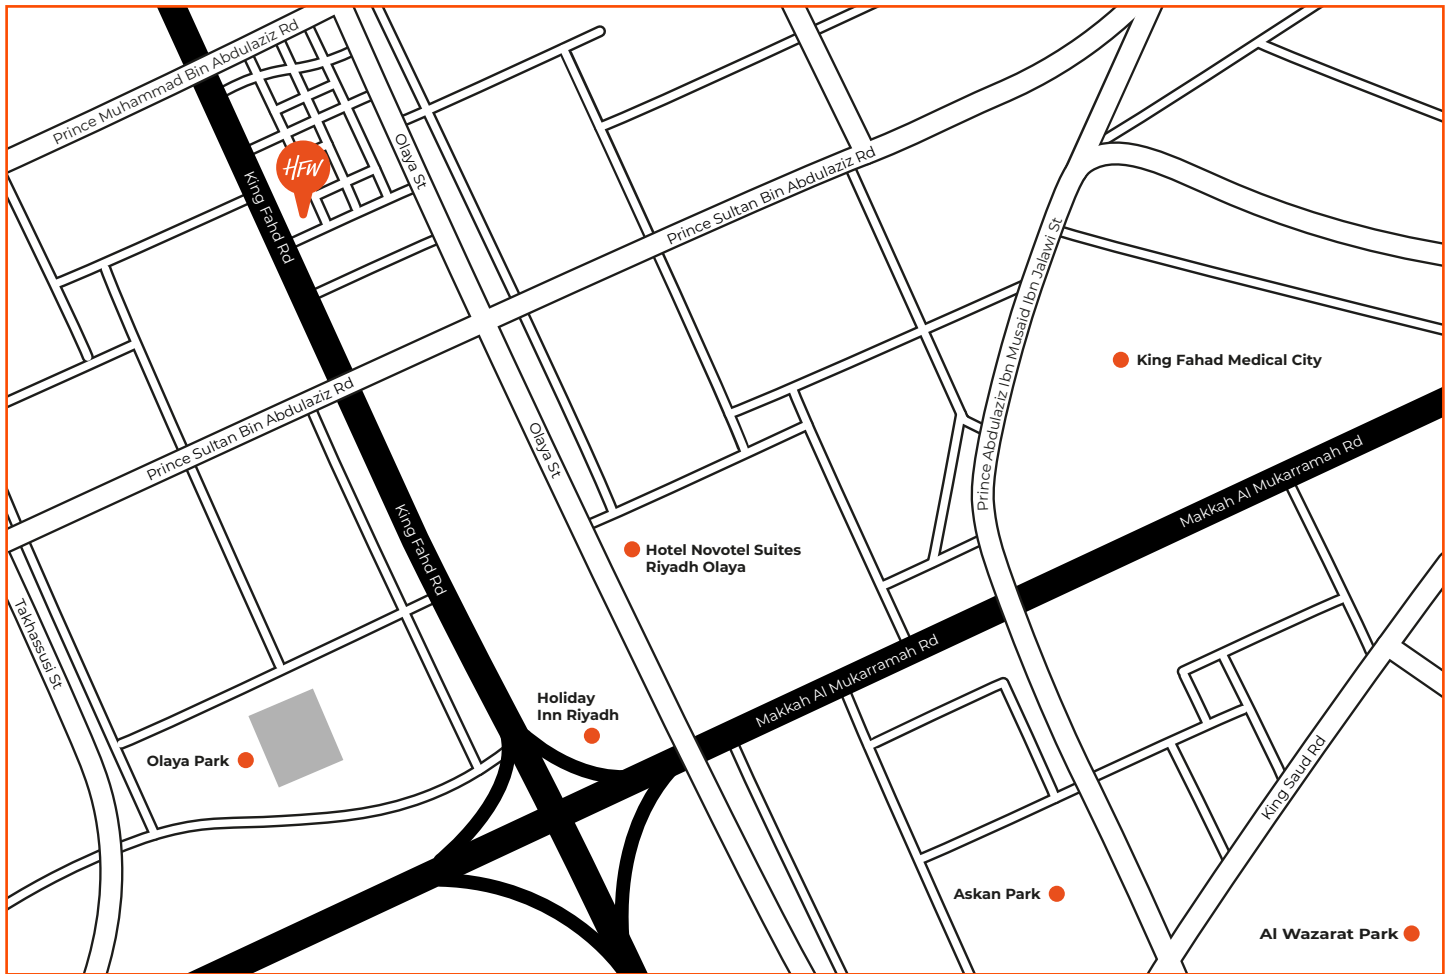 Prince Muhammad Bin Abdulaziz Rd
HFW
Olaya St
King Fahd Rd
Prince Sultan Bin Abdulaziz Rd
Prince Abdulaziz Ibn Musaid Ibn Jalawi St
King Fahad Medical City
Prince Sultan Bin Abdulaziz Rd
Olaya St
Makkah Al Mukarramah Rd
King Fahd Rd
Hotel Novotel Suites
Riyadh Olaya
Takhassusi St
Makkah Al Mukarramah Rd
Holiday
Inn Riyadh
Olaya Park
King Saud Rd
Askan Park
Al Wazarat Park